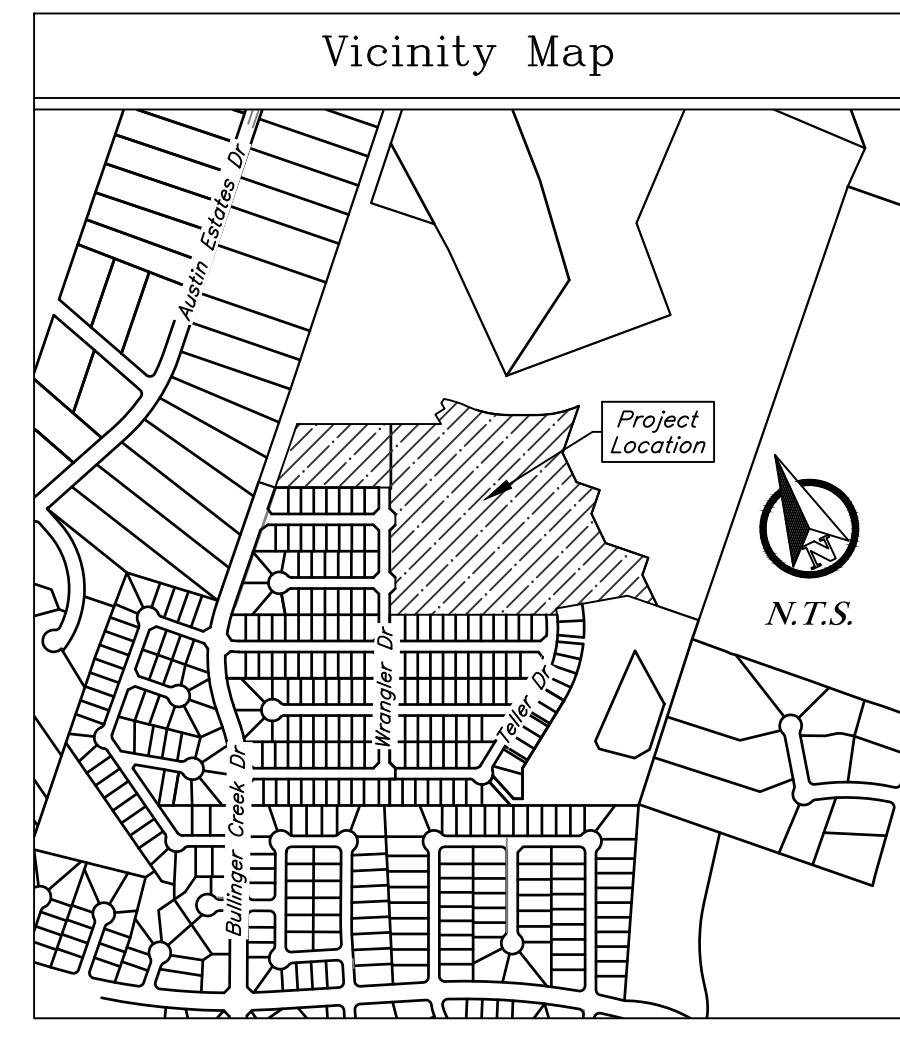 Vicinity Map
Austin Estates Dr
Project
Location
N
N.T.S.
Wrangler Dr
Teller Dr
Bullinger Creek Dr